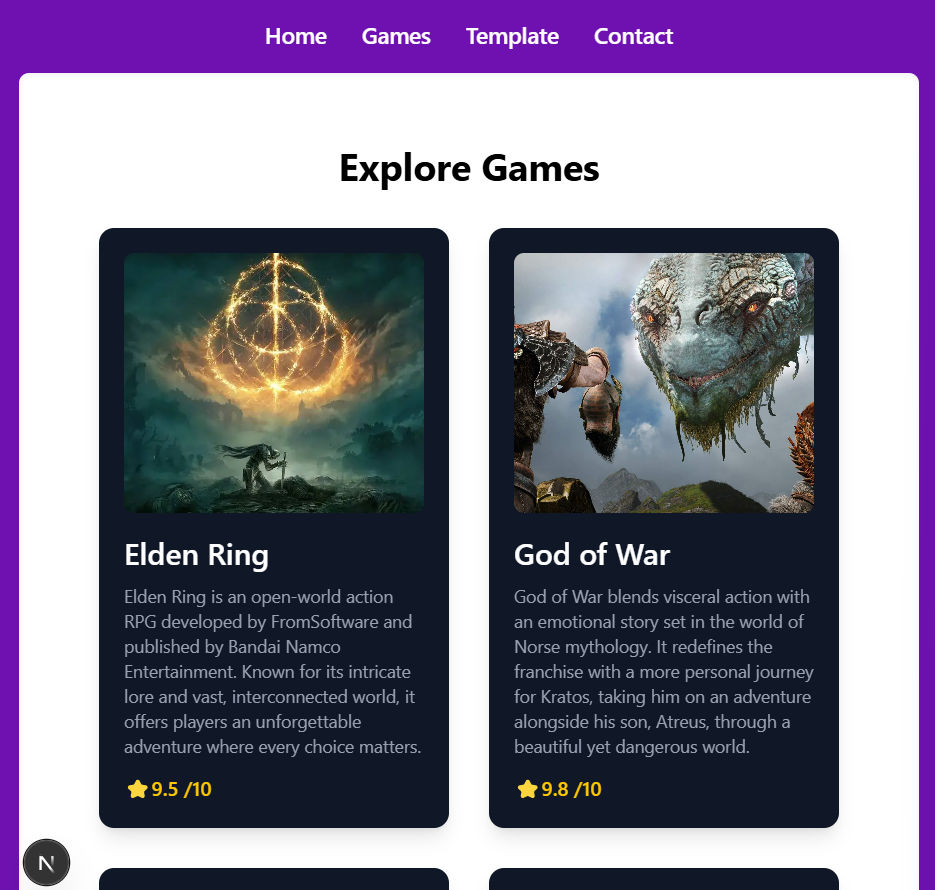 Home Games Template Contact
Explore Games
Elden Ring
Elden Ring is an open-world action
RPG developed by FromSoftware and
published by Bandai Namco
Entertainment. Known for its intricate
lore and vast, interconnected world, it
offers players an unforgettable
adventure where every choice matters.
9.5 /10
God of War
God of War blends visceral action with
an emotional story set in the world of
Norse mythology. It redefines the
franchise with a more personal journey
for Kratos, taking him on an adventure
alongside his son, Atreus, through a
beautiful yet dangerous world.
9.8 /10
N